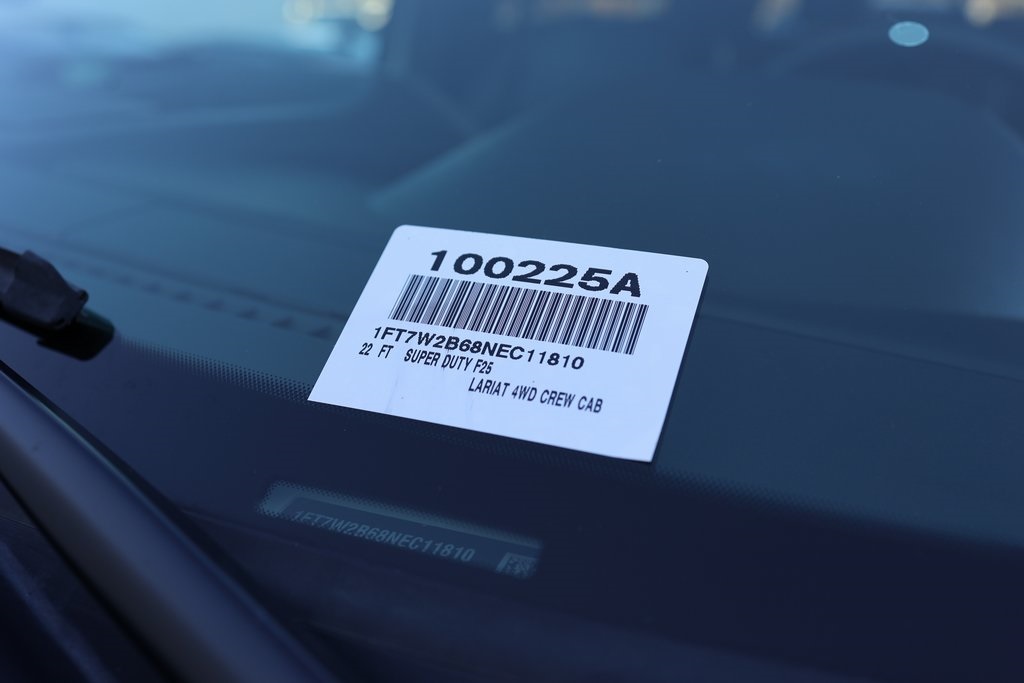 100225A
1FT7W2B68NEC11810
22 FT SUPER DUTY F25
LARIAT 4WD CREW CAB
1FT7W2B68NEC11810